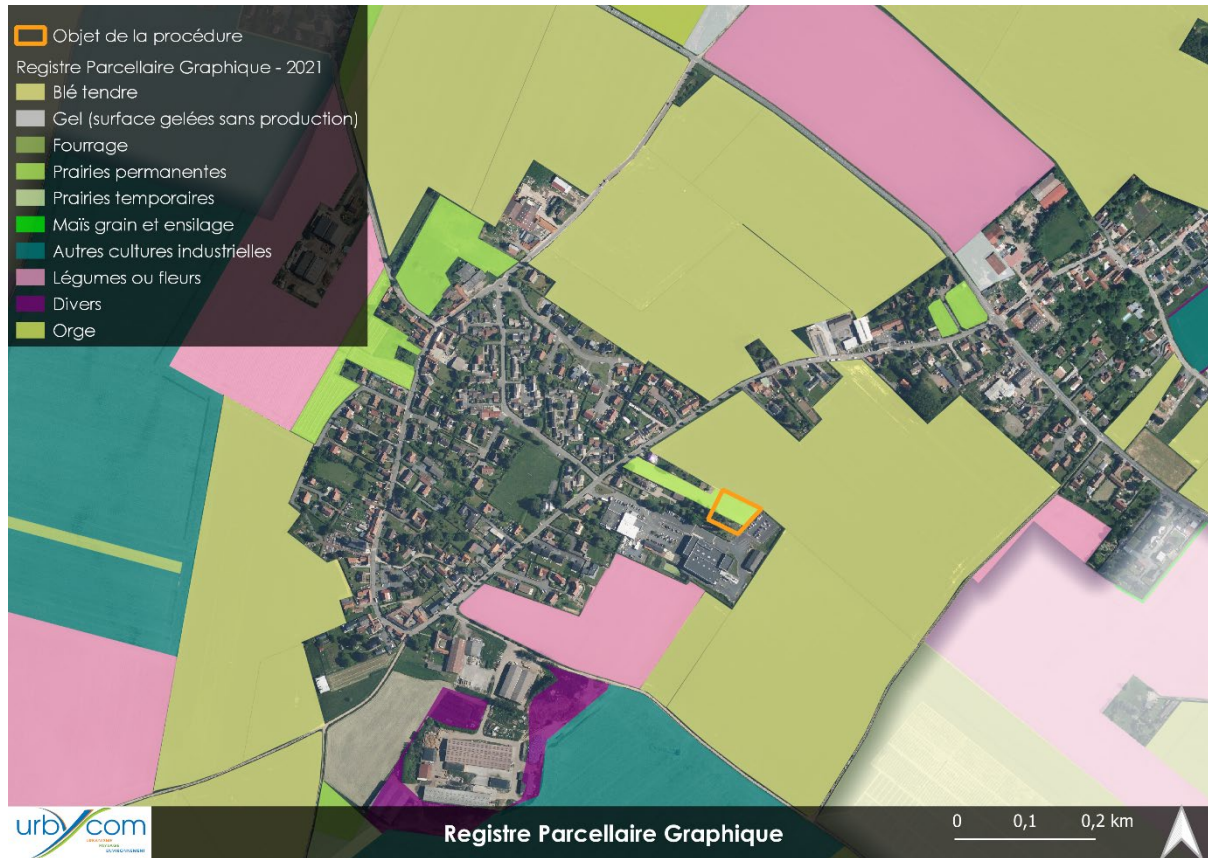 Objet de la procédure
Registre Parcellaire Graphique - 2021
Blé tendre
Gel (surface gelées sans production)
Fourrage
Prairies permanentes
Prairies temporaires
Maïs grain et ensilage
Autres cultures industrielles
Légumes ou fleurs
Divers
Orge
urbycom
Registre Parcellaire Graphique
0 0,1 0,2 km